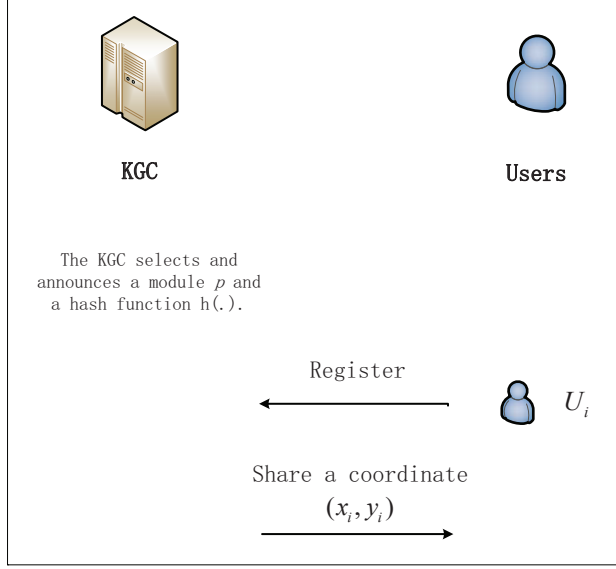 KGC
Users
The KGC selects and
announces a module p and
a hash function h(.).
Register
U_i
Share a coordinate
(x_i, y_i)